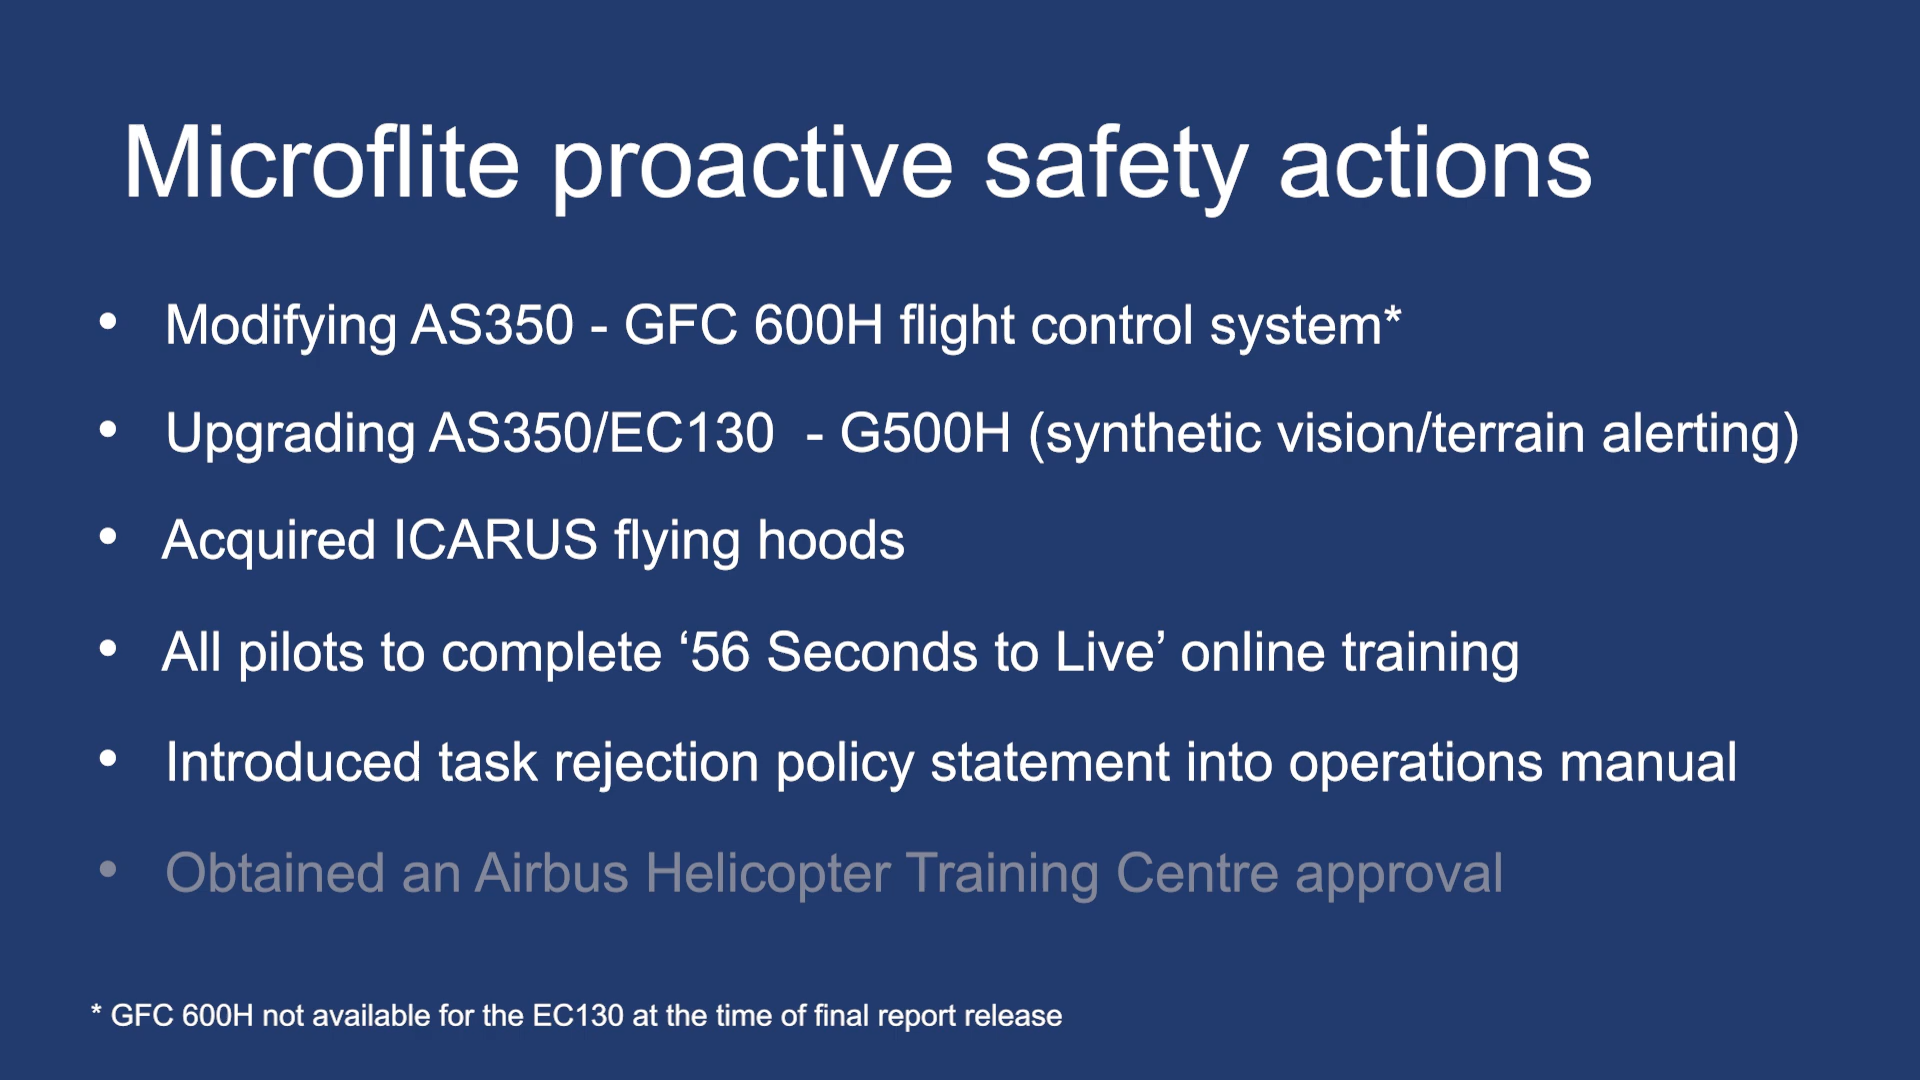 Microflite proactive safety actions
• Modifying AS350 - GFC 600H flight control system*
• Upgrading AS350/EC130  - G500H (synthetic vision/terrain alerting)
• Acquired ICARUS flying hoods
• All pilots to complete ‘56 Seconds to Live’ online training
• Introduced task rejection policy statement into operations manual
• Obtained an Airbus Helicopter Training Centre approval
* GFC 600H not available for the EC130 at the time of final report release